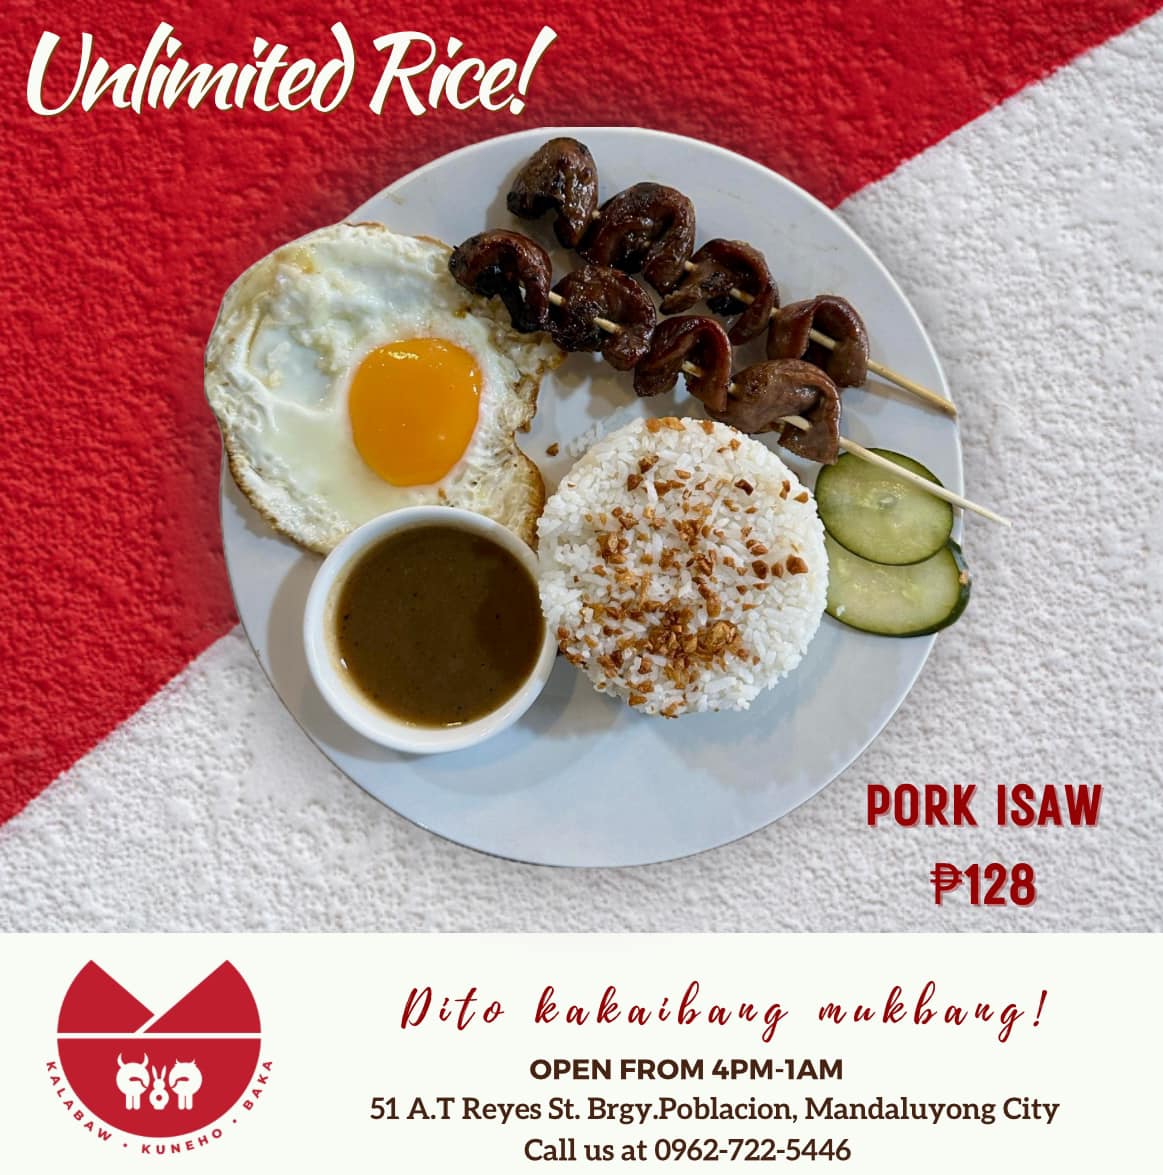 Unlimited Rice!
PORK ISAW
₱128
Dito kakaibang mukbang!
OPEN FROM 4PM-1AM
51 A.T Reyes St. Brgy.Poblacion, Mandaluyong City
Call us at 0962-722-5446
KALABAW • KUNEHO • BAKA